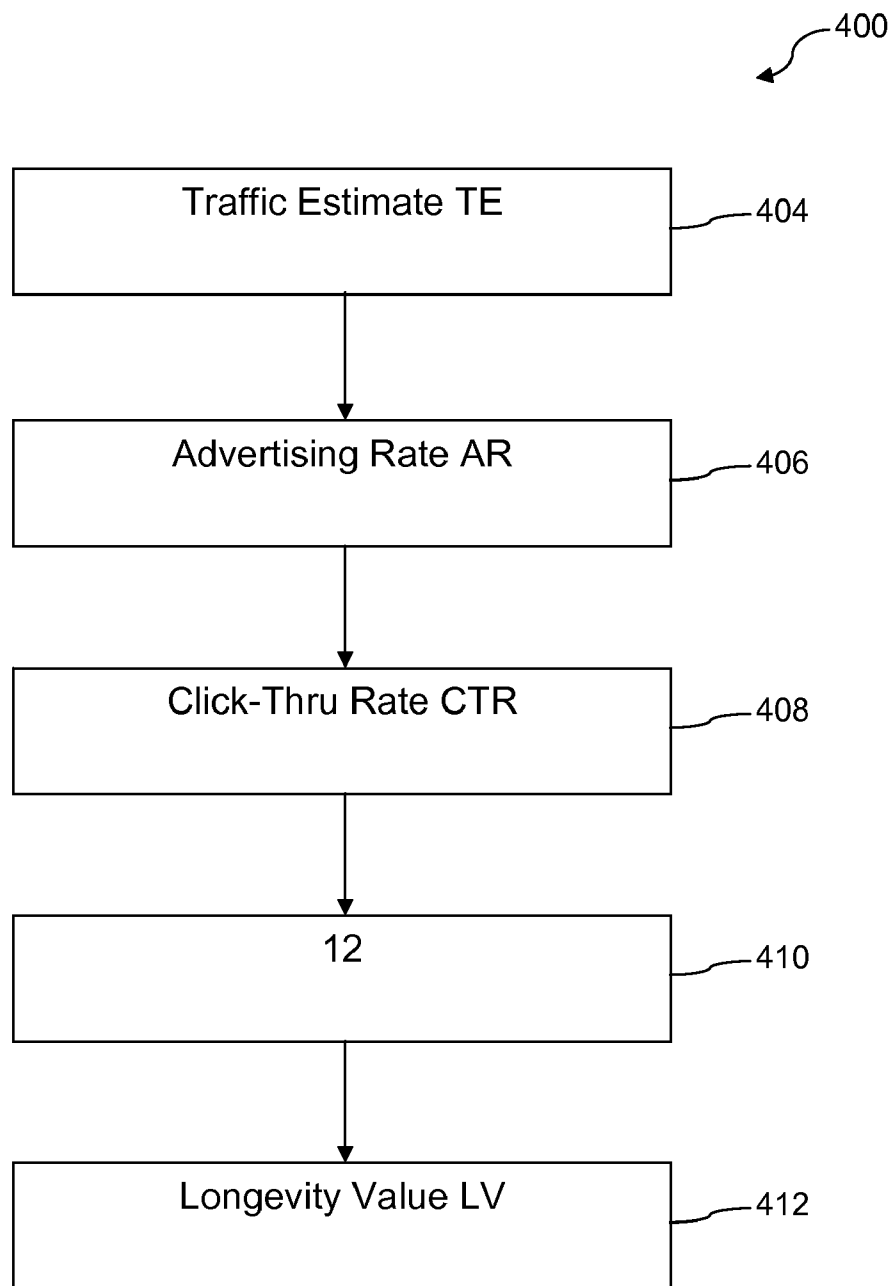 400
Traffic Estimate TE
404
Advertising Rate AR
406
Click-Thru Rate CTR
408
12
410
Longevity Value LV
412